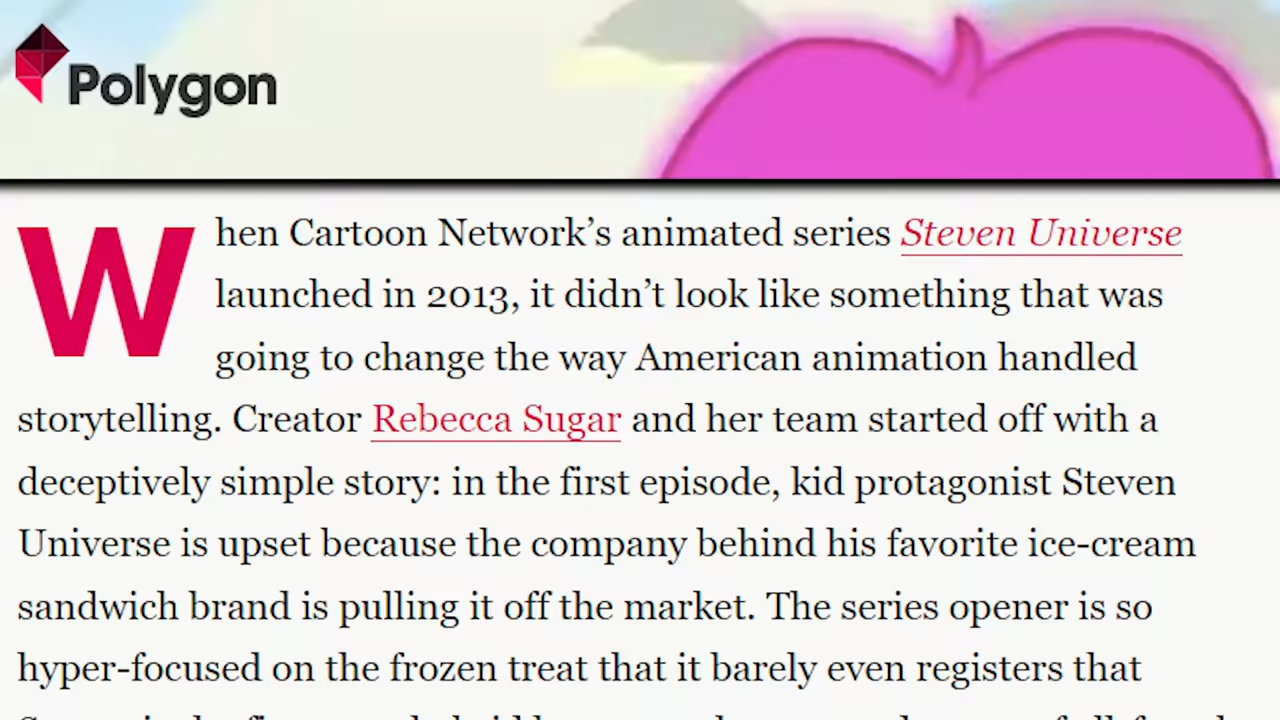 Polygon
When Cartoon Network’s animated series Steven Universe
launched in 2013, it didn’t look like something that was
going to change the way American animation handled
storytelling. Creator Rebecca Sugar and her team started off with a
deceptively simple story: in the first episode, kid protagonist Steven
Universe is upset because the company behind his favorite ice-cream
sandwich brand is pulling it off the market. The series opener is so
hyper-focused on the frozen treat that it barely even registers that